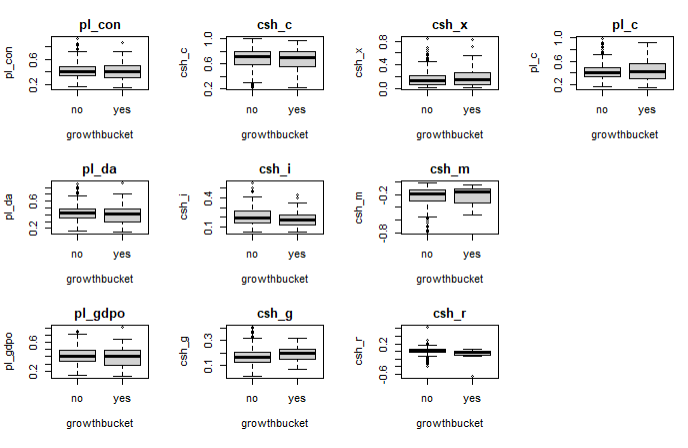 pl_con
pl_con
0.2 0.6
no yes
growthbucket
csh_c
csh_c
0.2 0.6 1.0
no yes
growthbucket
csh_x
csh_x
0.0 0.4 0.8
no yes
growthbucket
pl_c
pl_c
0.2 0.6 1.0
no yes
growthbucket
pl_da
pl_da
0.2 0.6
no yes
growthbucket
csh_i
csh_i
0.1 0.4
no yes
growthbucket
csh_m
csh_m
-0.8 -0.2
no yes
growthbucket
pl_gdpo
pl_gdpo
0.2 0.6
no yes
growthbucket
csh_g
csh_g
0.1 0.3
no yes
growthbucket
csh_r
csh_r
-0.6 0.2
no yes
growthbucket